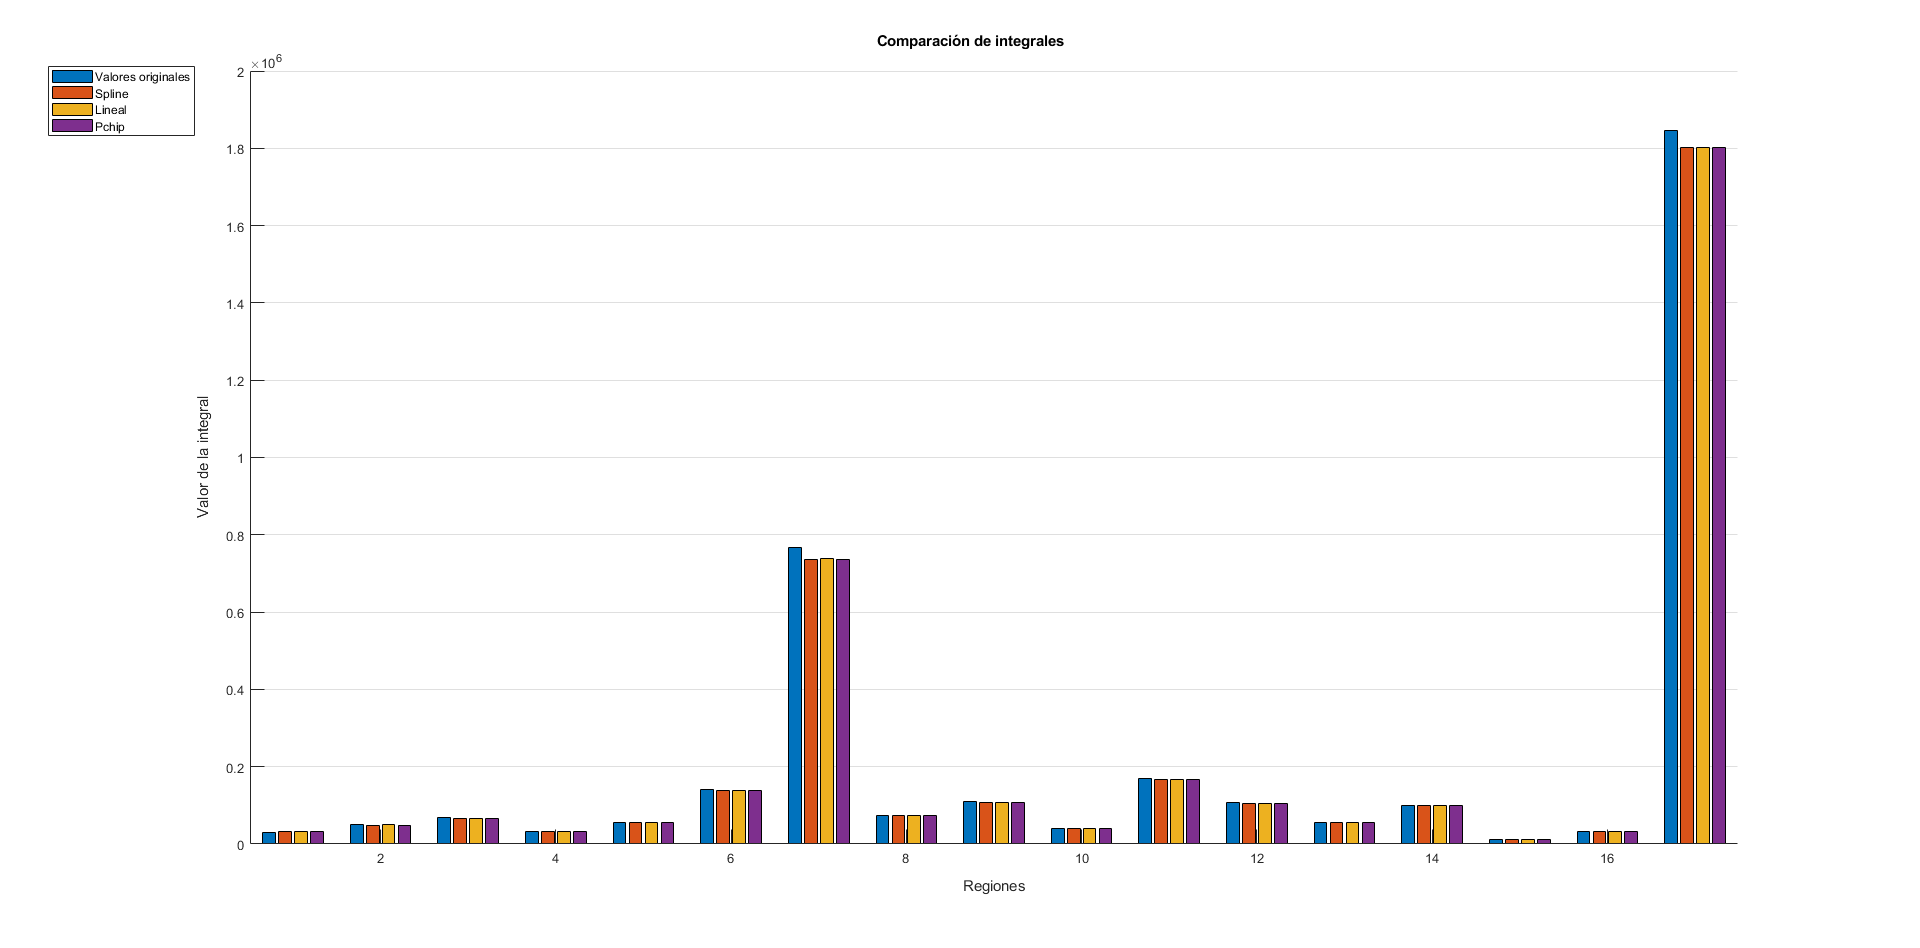 Comparación de integrales
×10^6
Valores originales
Spline
Lineal
Pchip
2
1.8
1.6
1.4
1.2
1
0.8
0.6
0.4
0.2
0
Valor de la integral
2 4 6 8 10 12 14 16
Regiones